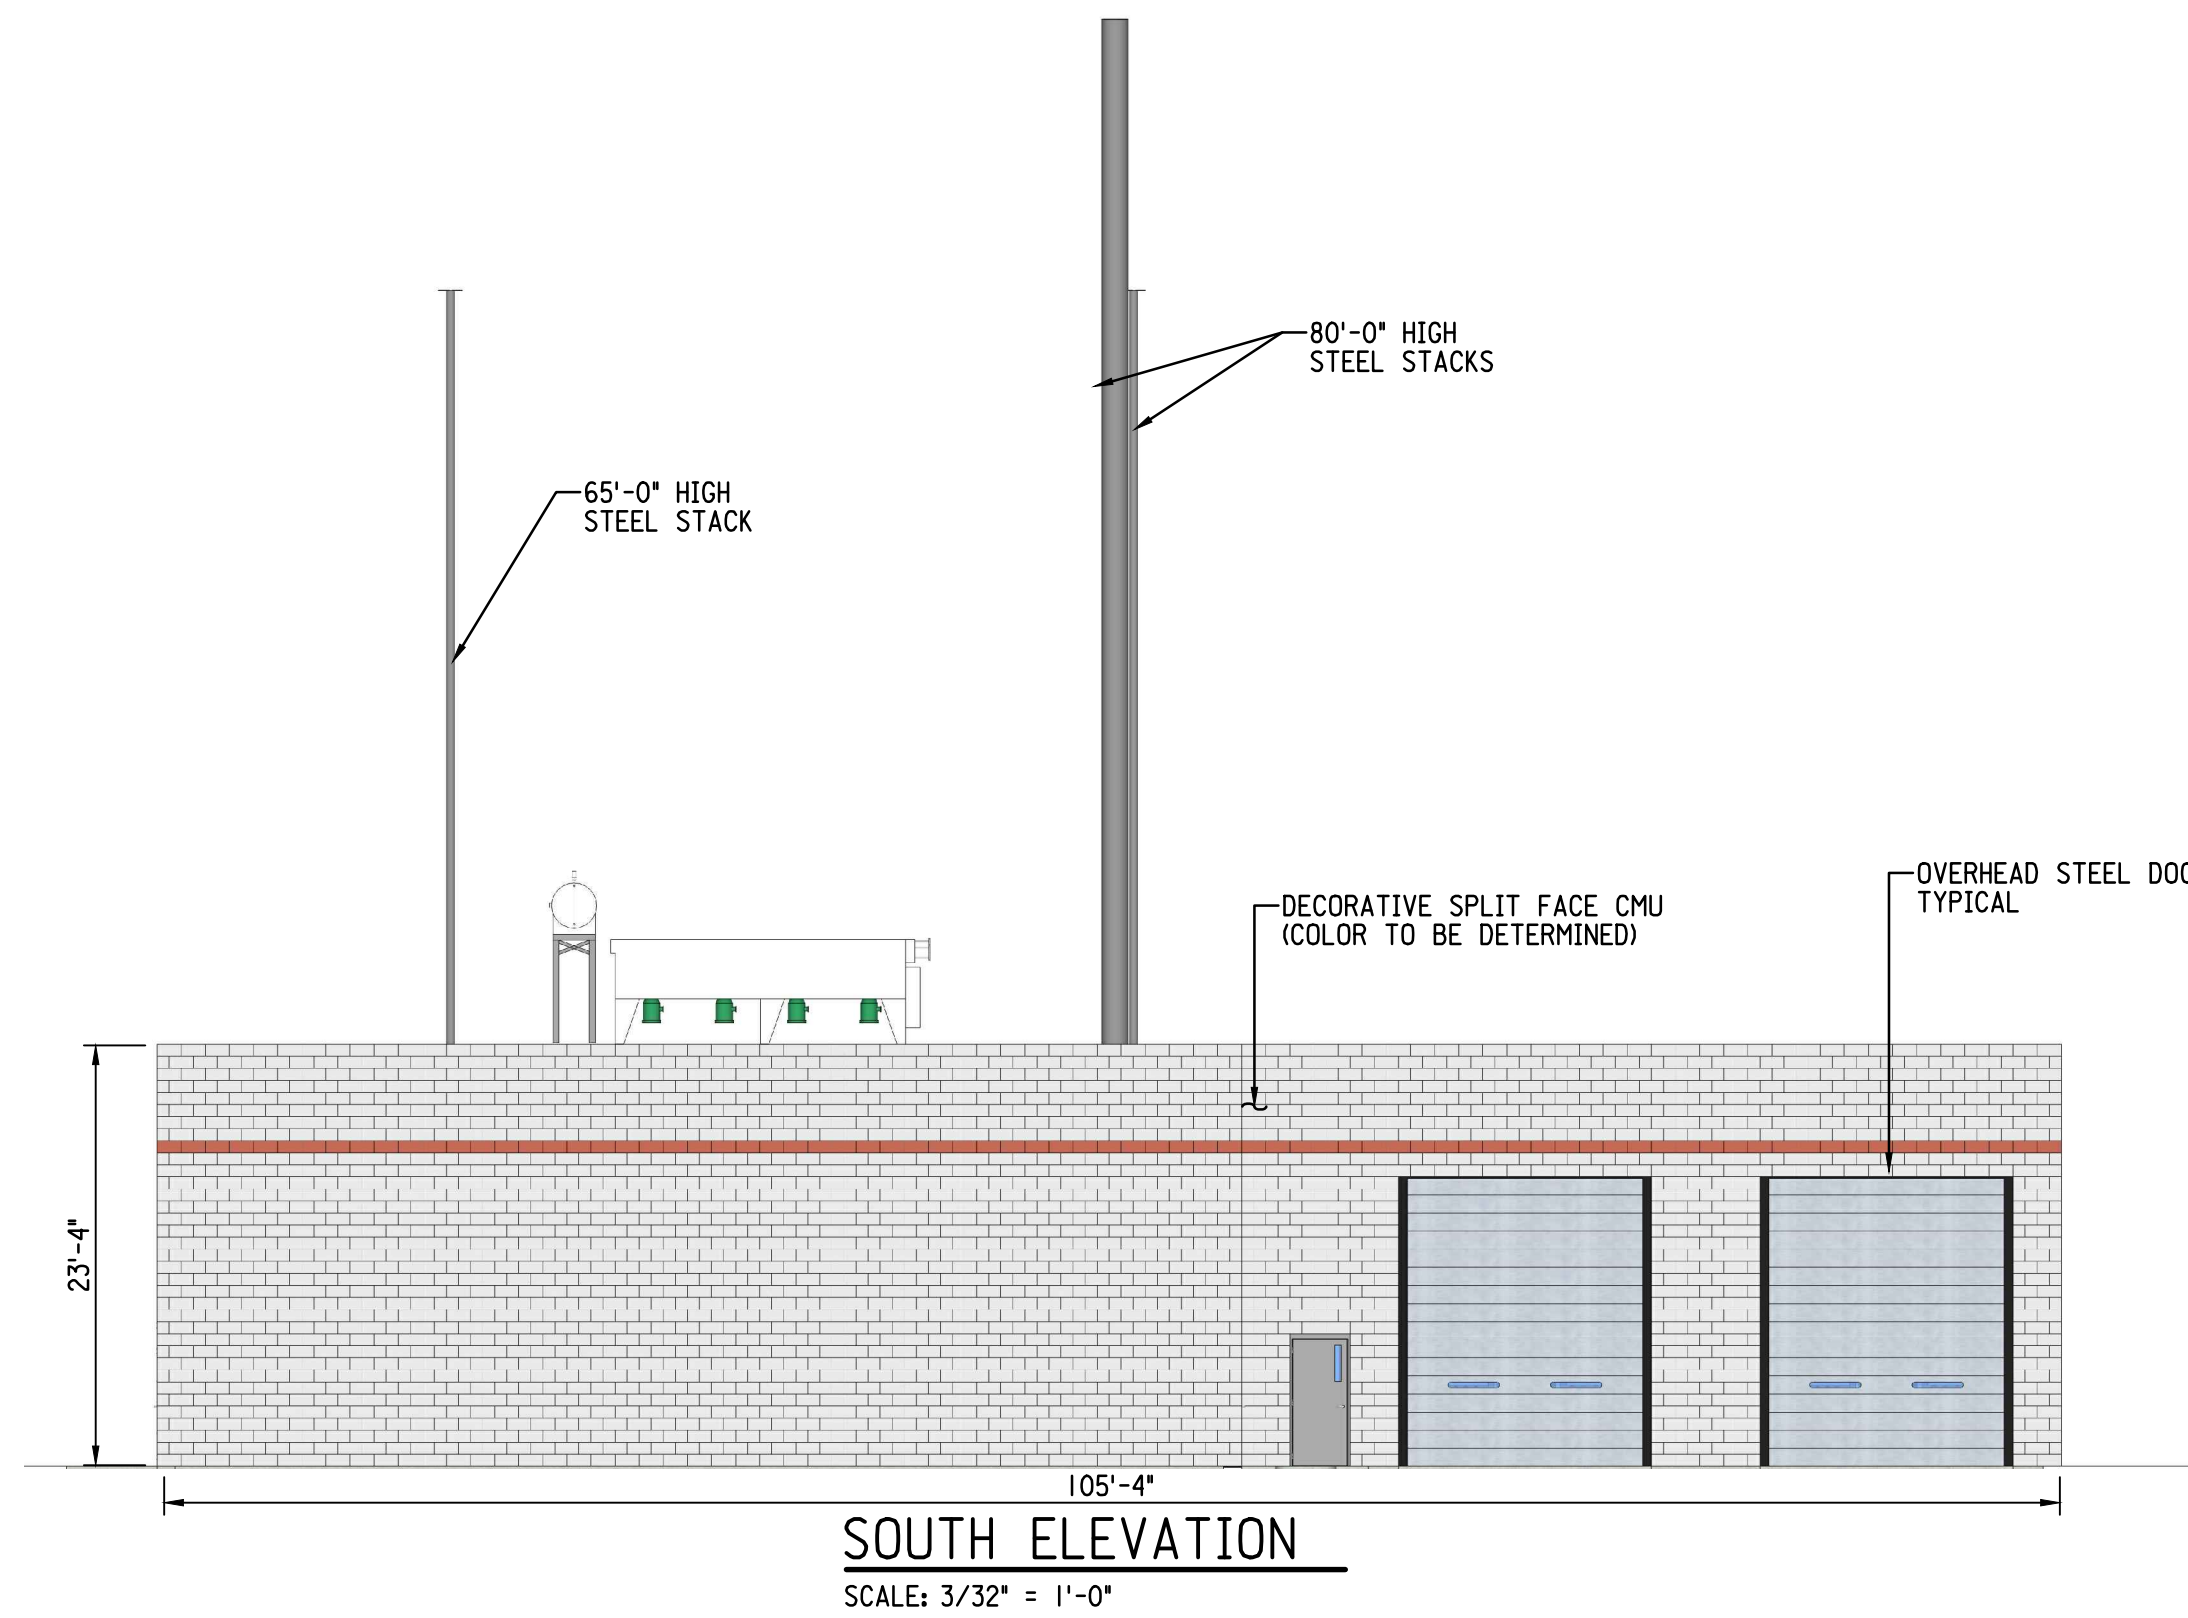 80'-0" HIGH
STEEL STACKS
65'-0" HIGH
STEEL STACK
OVERHEAD STEEL
TYPICAL
DECORATIVE SPLIT FACE CMU
(COLOR TO BE DETERMINED)
23'-4"
105'-4"
SOUTH ELEVATION
SCALE: 3/32" = 1'-0"